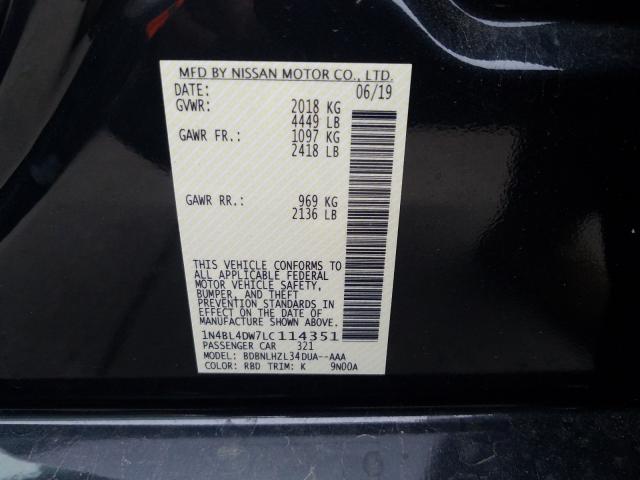 MFD BY NISSAN MOTOR CO., LTD.
DATE: 06/19
GVWR: 2018 KG
4449 LB
GAWR FR.: 1097 KG
2418 LB
GAWR RR.: 969 KG
2136 LB
THIS VEHICLE CONFORMS TO
ALL APPLICABLE FEDERAL
MOTOR VEHICLE SAFETY,
BUMPER, AND THEFT
PREVENTION STANDARDS IN
EFFECT ON THE DATE OF
MANUFACTURE SHOWN ABOVE.
1N4BL4DW7LC114351
PASSENGER CAR 321
MODEL: BDBNLHZL34DUA--AAA
COLOR: RBD TRIM: K 9N00A